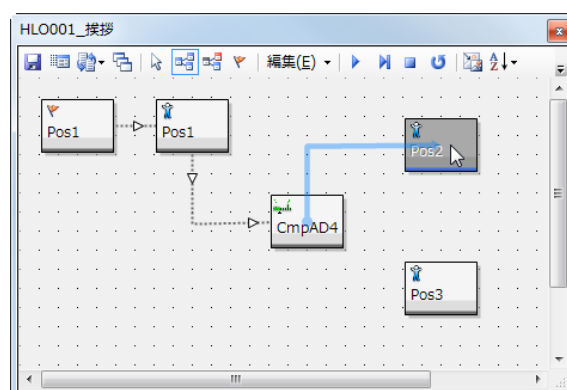 HLO001_挨拶
編集(E)
Pos1
Pos1
Pos2
CmpAD4
Pos3